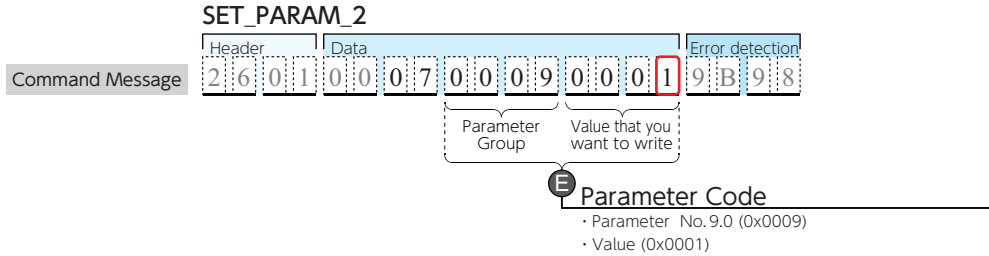 SET_PARAM_2
Header Data Error detection
Command Message 2 6 0 1 0 0 0 7 0 0 0 9 0 0 0 1 9 B 9 8
Parameter Value that you
Group want to write
E
Parameter Code
・Parameter No. 9.0 (0x0009)
・Value (0x0001)